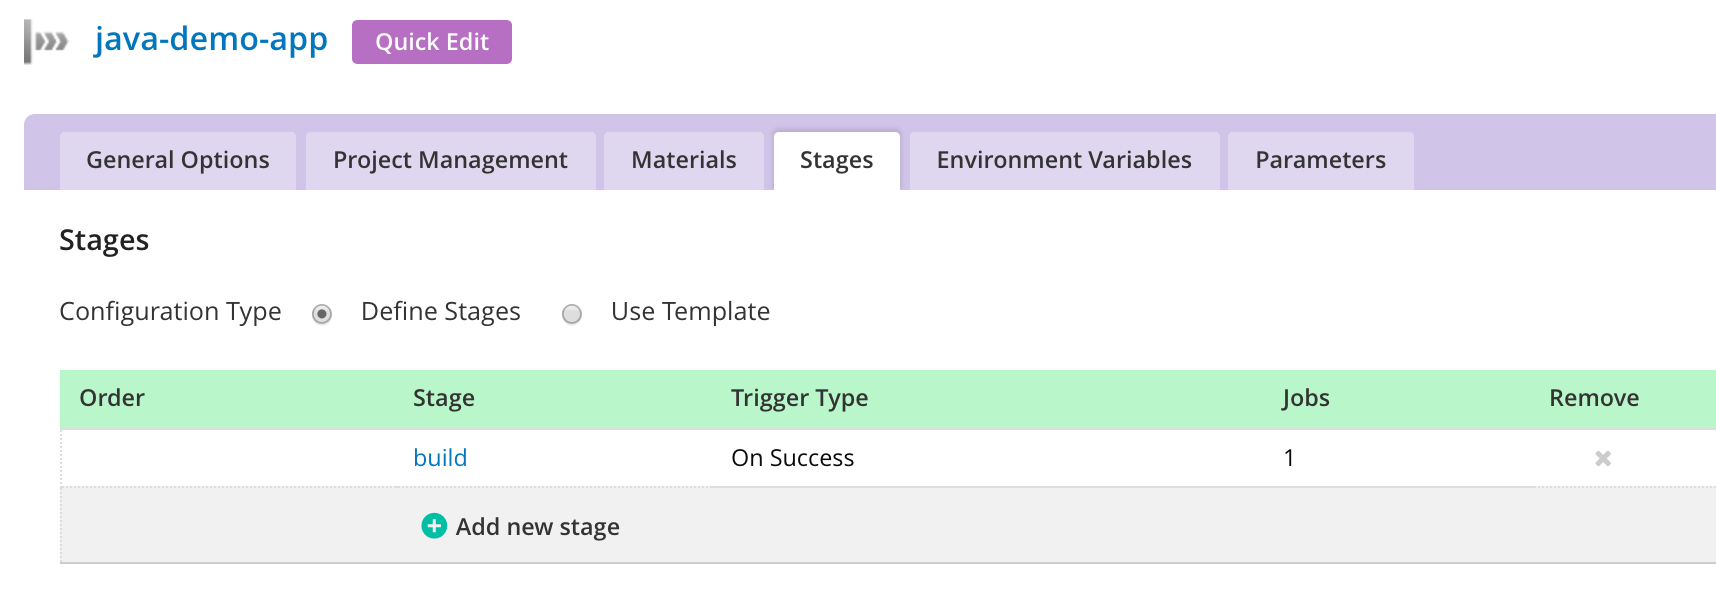 java-demo-app Quick Edit
General Options Project Management Materials Stages Environment Variables Parameters
Stages
Configuration Type Define Stages Use Template
Order Stage Trigger Type Jobs Remove
build On Success 1
Add new stage